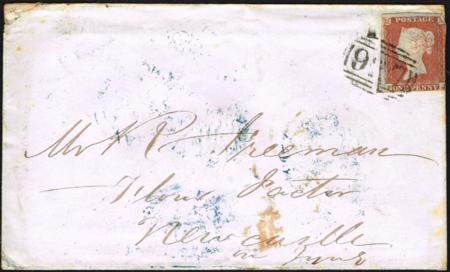 POSTAGE
ONE PENNY
Mr R. Freeman
Flour Factor
Newcastle
on Tyne